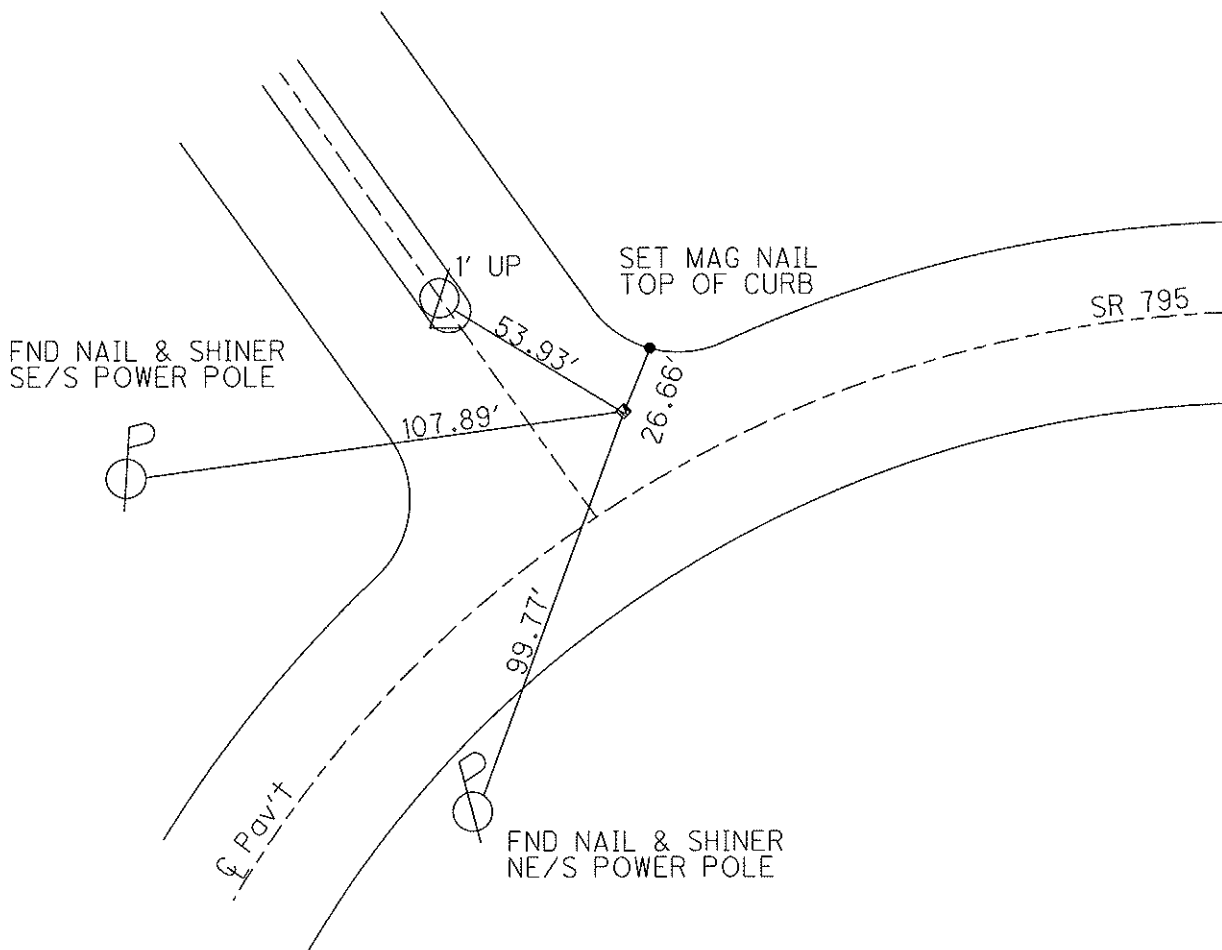 1' UP
SET MAG NAIL
TOP OF CURB
SR 795
53.93'
FND NAIL & SHINER
SE/S POWER POLE
26.66'
107.89'
99.77'
℄ Pav't
FND NAIL & SHINER
NE/S POWER POLE